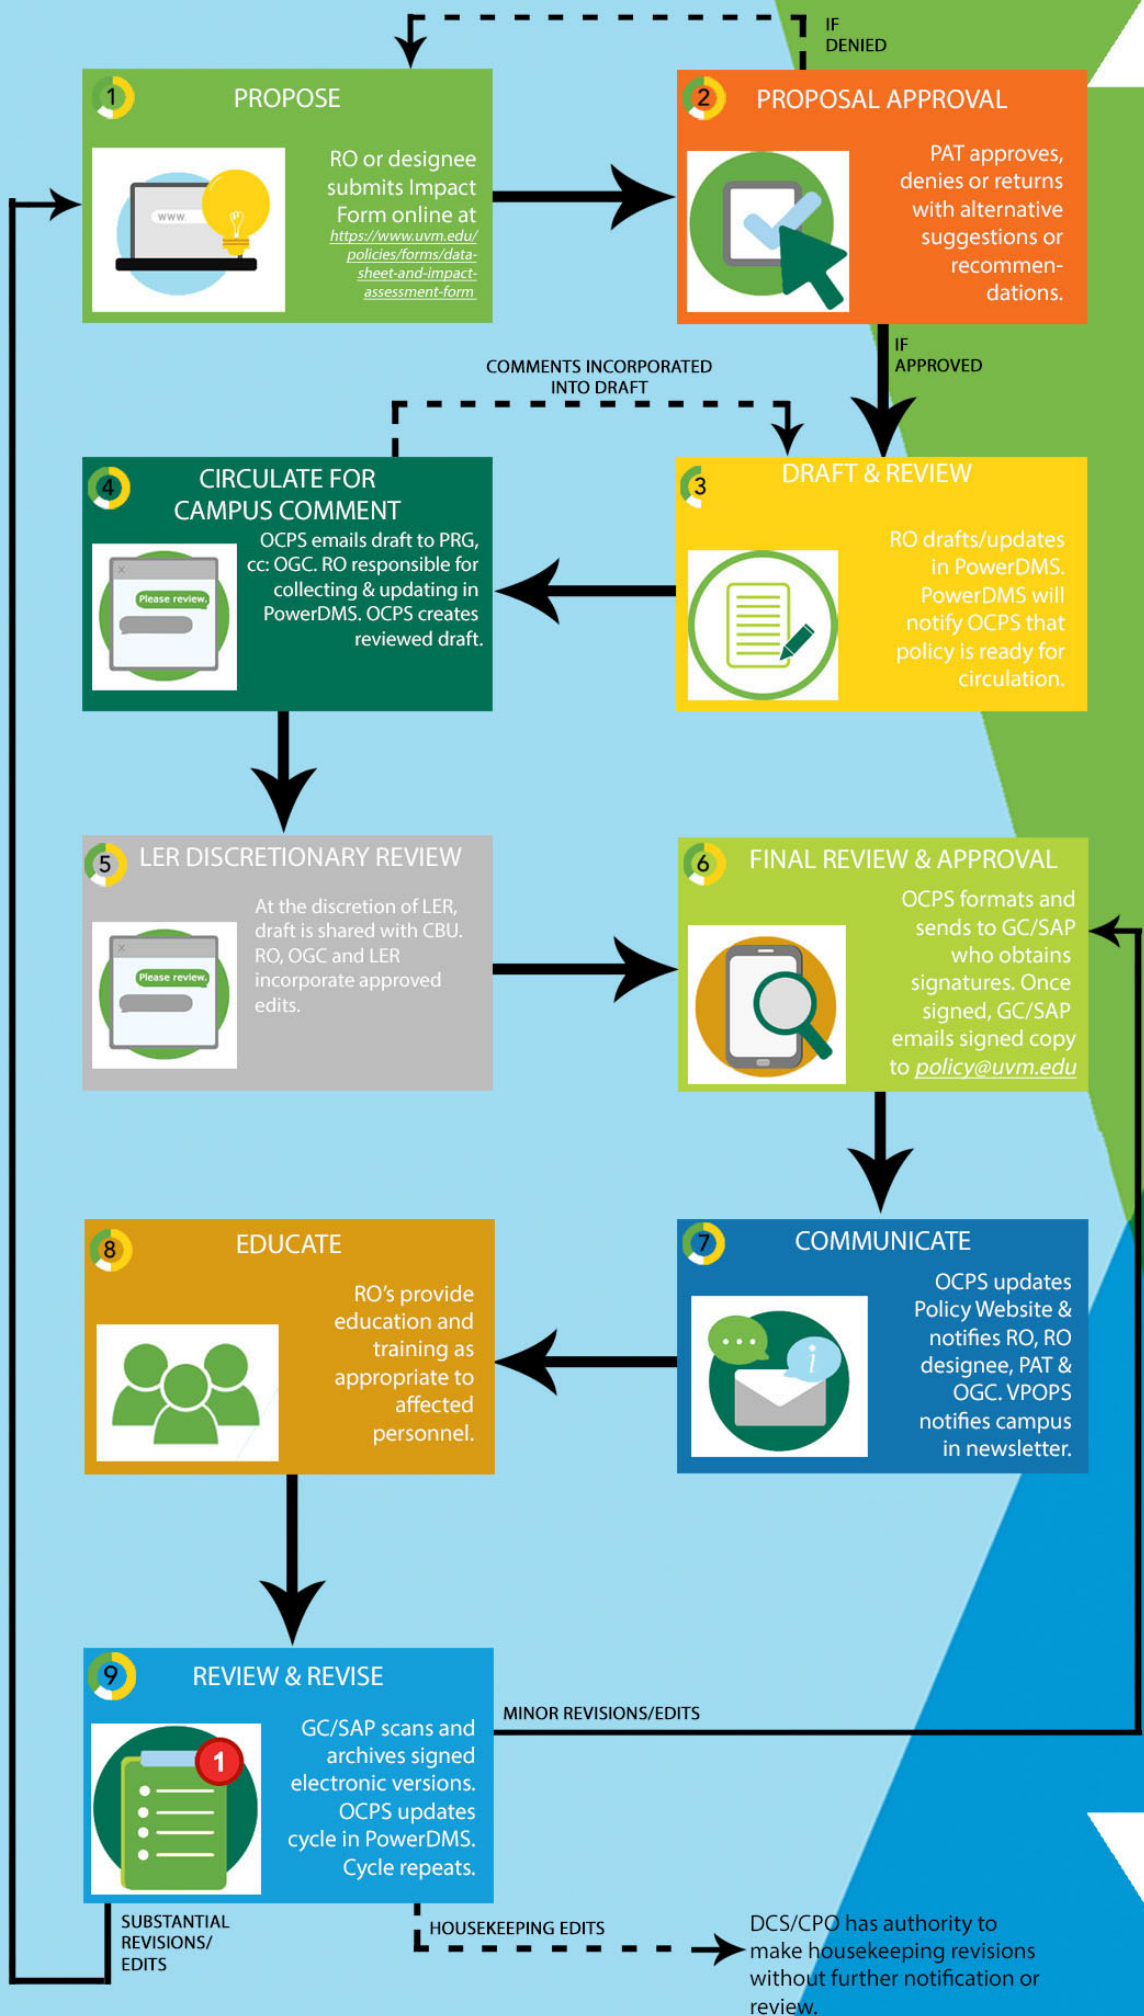 IF
DENIED
1
PROPOSE
www.
RO or designee
submits Impact
Form online at
https://www.uvm.edu/
policies/forms/data-
sheet-and-impact-
assessment-form
2
PROPOSAL APPROVAL
PAT approves,
denies or returns
with alternative
suggestions or
recommen-
dations.
IF
APPROVED
COMMENTS INCORPORATED
INTO DRAFT
3
DRAFT & REVIEW
RO drafts/updates
in PowerDMS.
PowerDMS will
notify OCPS that
policy is ready for
circulation.
4
CIRCULATE FOR
CAMPUS COMMENT
X
Please review.
OCPS emails draft to PRG,
cc: OGC. RO responsible for
collecting & updating in
PowerDMS. OCPS creates
reviewed draft.
5
LER DISCRETIONARY REVIEW
X
Please review.
At the discretion of LER,
draft is shared with CBU.
RO, OGC and LER
incorporate approved
edits.
6
FINAL REVIEW & APPROVAL
OCPS formats and
sends to GC/SAP
who obtains
signatures. Once
signed, GC/SAP
emails signed copy
to policy@uvm.edu
7
COMMUNICATE
i
OCPS updates
Policy Website &
notifies RO, RO
designee, PAT &
OGC. VPOPS
notifies campus
in newsletter.
8
EDUCATE
RO's provide
education and
training as
appropriate to
affected
personnel.
9
REVIEW & REVISE
1
GC/SAP scans and
archives signed
electronic versions.
OCPS updates
cycle in PowerDMS.
Cycle repeats.
MINOR REVISIONS/EDITS
SUBSTANTIAL
REVISIONS/
EDITS
HOUSEKEEPING EDITS
DCS/CPO has authority to
make housekeeping revisions
without further notification or
review.